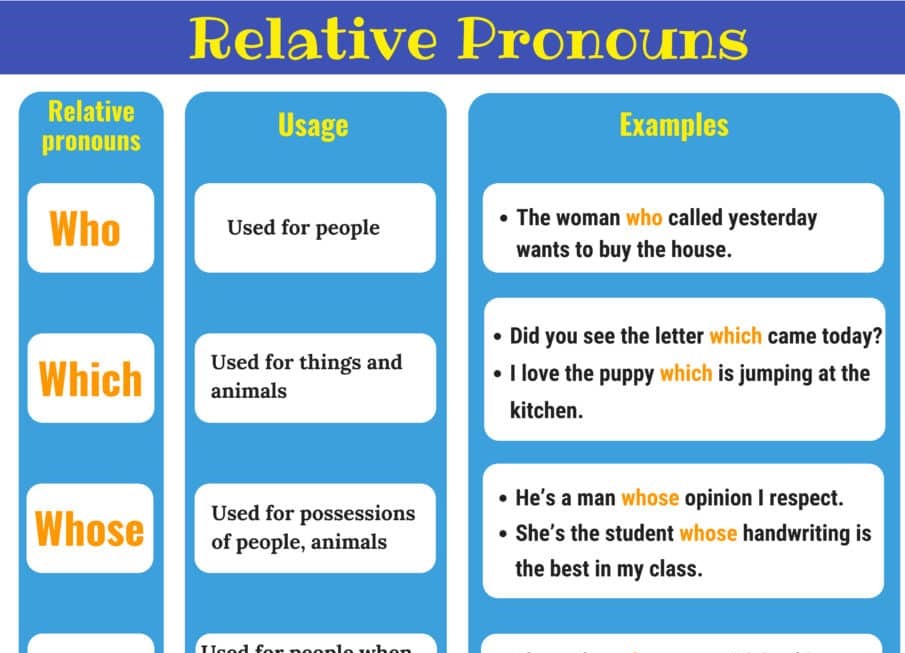 Relative Pronouns
Relative
pronouns
Usage
Examples
Who
Used for people
• The woman who called yesterday
wants to buy the house.
Which
Used for things and
animals
• Did you see the letter which came today?
• I love the puppy which is jumping at the
kitchen.
Whose
Used for possessions
of people, animals
• He’s a man whose opinion I respect.
• She’s the student whose handwriting is
the best in my class.
Used for people when